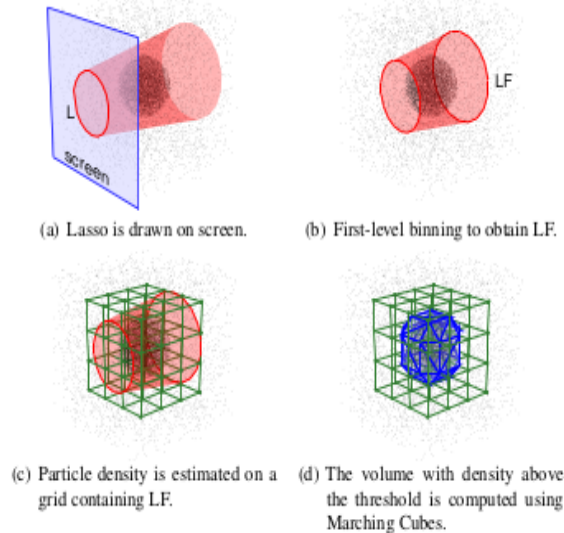 L
screen
LF
(a) Lasso is drawn on screen.
(b) First-level binning to obtain LF.
(c) Particle density is estimated on a
grid containing LF.
(d) The volume with density above
the threshold is computed using
Marching Cubes.